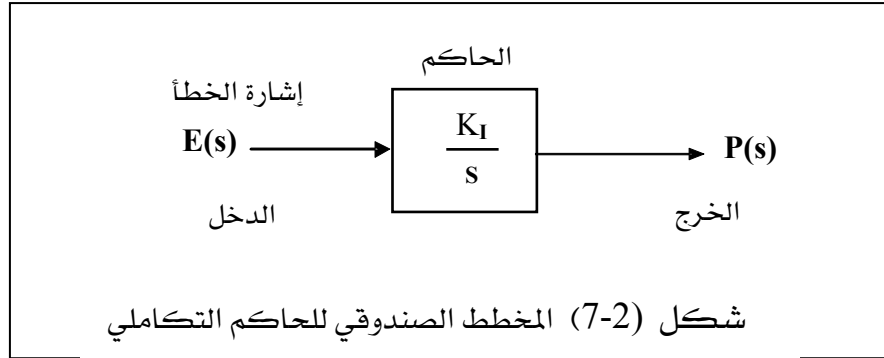 الحاكم
إشارة الخطأ
E(s)
K_I
s
P(s)
الدخل
الخرج
شكل (2-7) المخطط الصندوقي للحاكم التكاملي